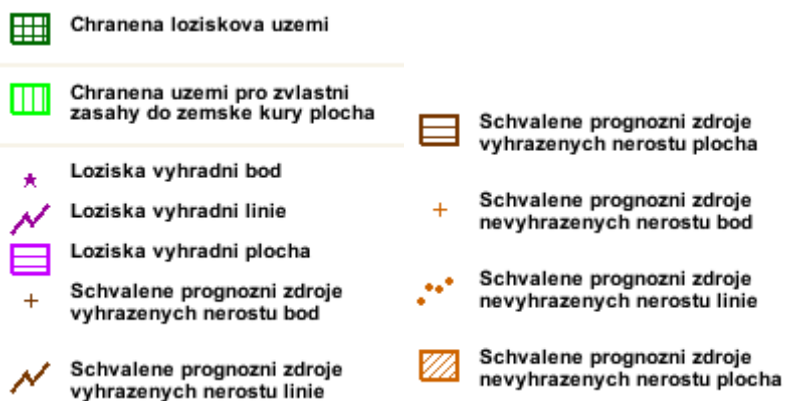 Chranena loziskova uzemi
Chranena uzemi pro zvlastni
zasahy do zemske kury plocha
Loziska vyhradni bod
Loziska vyhradni linie
Loziska vyhradni plocha
Schvalene prognozni zdroje
vyhrazenych nerostu bod
Schvalene prognozni zdroje
vyhrazenych nerostu linie
Schvalene prognozni zdroje
vyhrazenych nerostu plocha
Schvalene prognozni zdroje
nevyhrazenych nerostu bod
Schvalene prognozni zdroje
nevyhrazenych nerostu linie
Schvalene prognozni zdroje
nevyhrazenych nerostu plocha